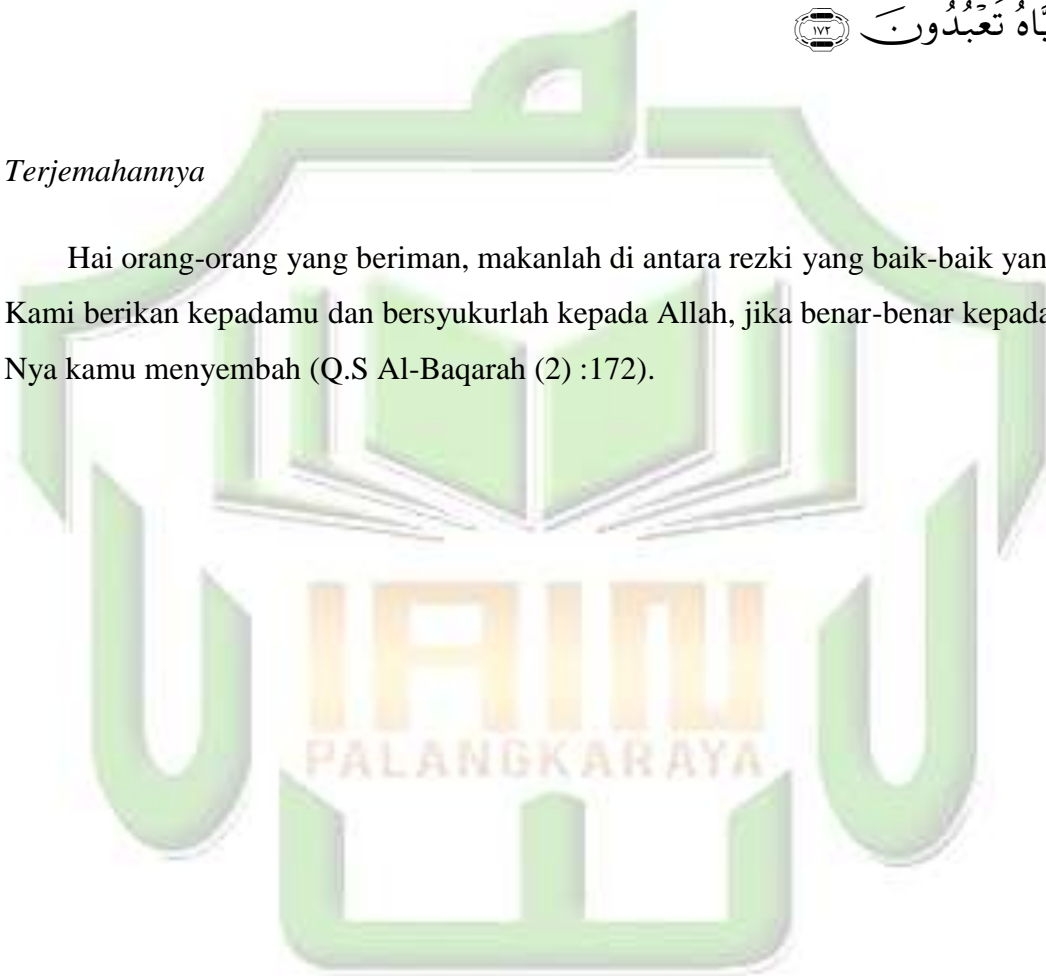 تَعْبُدُونَ ١٧٢
Terjemahannya
Hai orang-orang yang beriman, makanlah di antara rezki yang baik-baik yan
Kami berikan kepadamu dan bersyukurlah kepada Allah, jika benar-benar kepada
Nya kamu menyembah (Q.S Al-Baqarah (2) :172).
IAIN
PALANGKARAYA